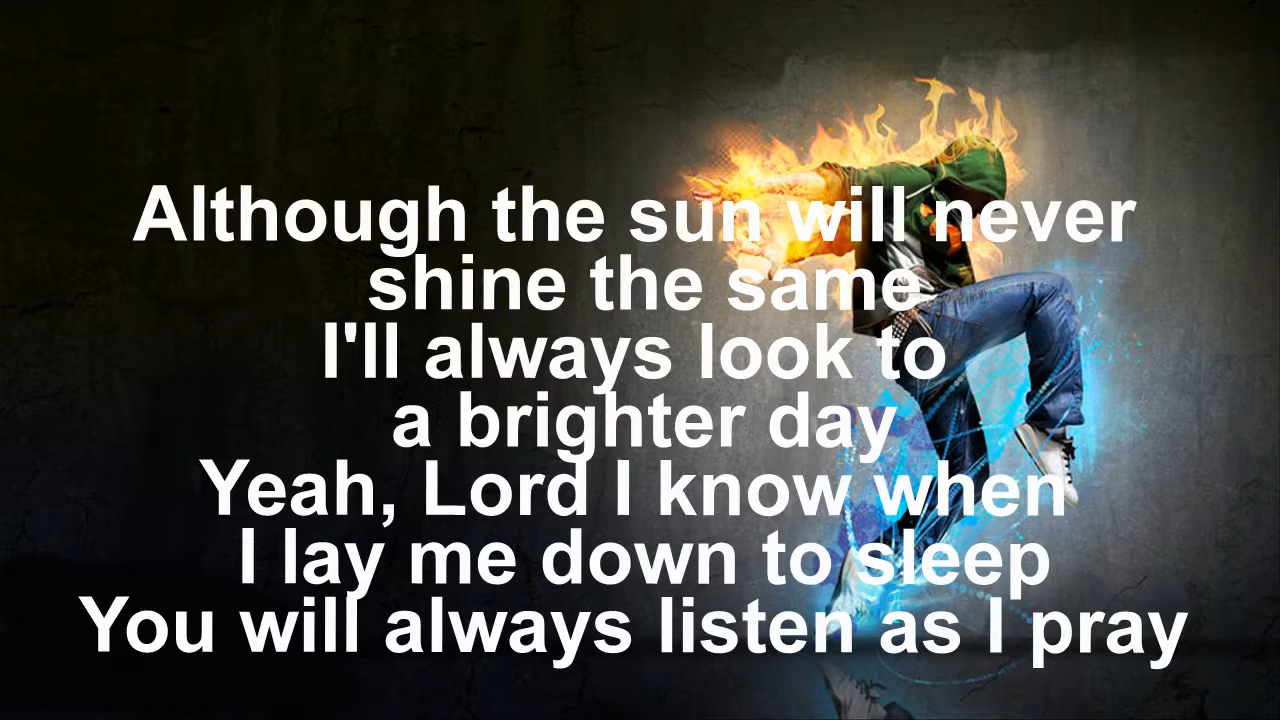 Although the sun will never
shine the same
I'll always look to
a brighter day
Yeah, Lord I know when
I lay me down to sleep
You will always listen as I pray